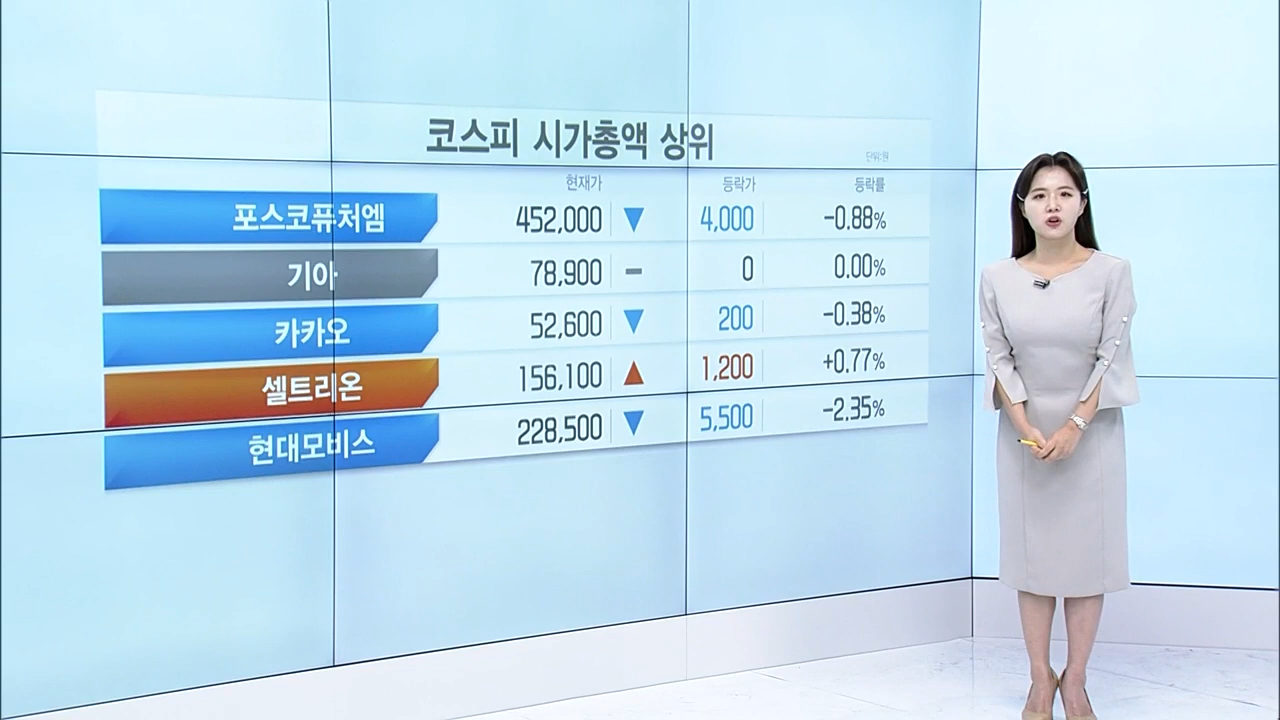 코스피 시가총액 상위
단위:원
현재가 등락가 등락률
포스코퓨처엠 452,000 ▼ 4,000 -0.88%
기아 78,900 - 0 0.00%
카카오 52,600 ▼ 200 -0.38%
셀트리온 156,100 ▲ 1,200 +0.77%
현대모비스 228,500 ▼ 5,500 -2.35%